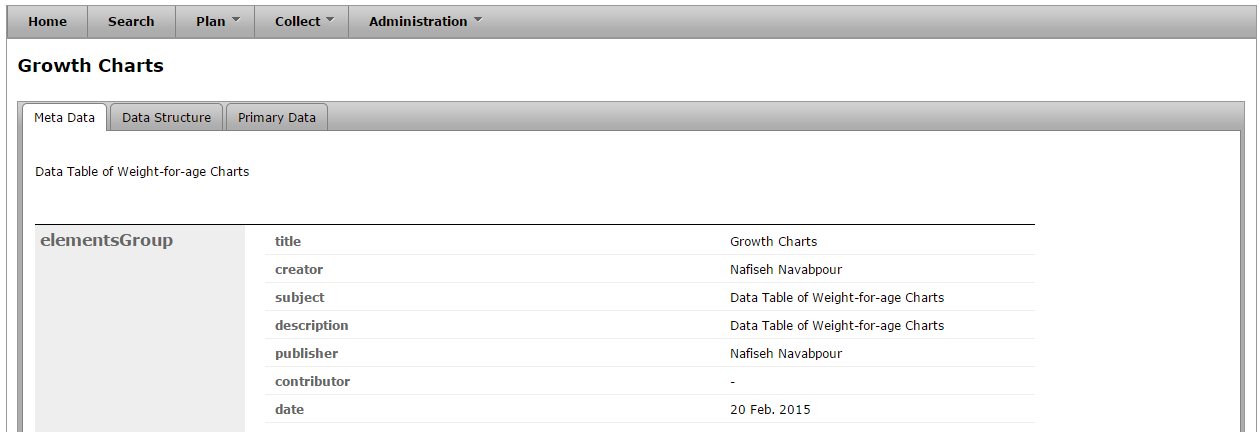 Home Search Plan Collect Administration
Growth Charts
Meta Data Data Structure Primary Data
Data Table of Weight-for-age Charts
elementsGroup title Growth Charts
creator Nafiseh Navabpour
subject Data Table of Weight-for-age Charts
description Data Table of Weight-for-age Charts
publisher Nafiseh Navabpour
contributor -
date 20 Feb. 2015